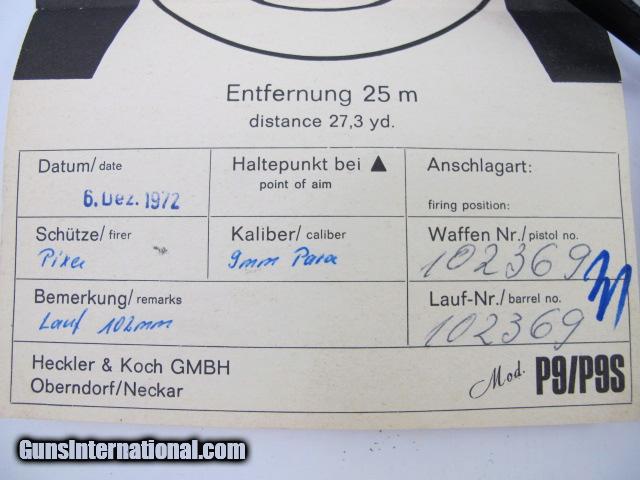 Entfernung 25 m
distance 27,3 yd.
Datum/ date
6. Dez. 1972
Haltepunkt bei ▲
point of aim
Anschlagart:
firing position:
Schütze/ firer
Kaliber/ caliber
9mm Para
Waffen Nr./ pistol no.
102369
Bemerkung/ remarks
Lauf 102mm
Lauf-Nr./ barrel no.
102369
Heckler & Koch GMBH
Oberndorf/Neckar
Mod. P9/P9S
GunsInternational.com